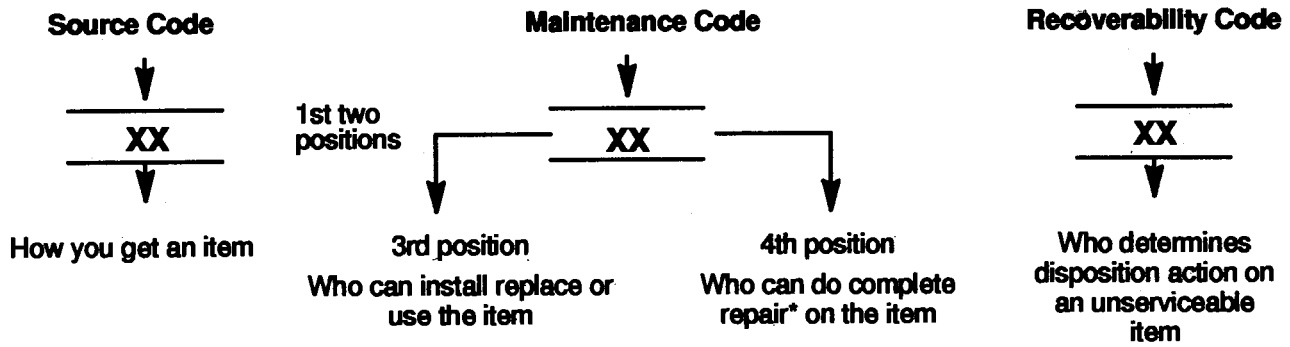 Source Code
XX
How you get an item
1st two
positions
Maintenance Code
XX
3rd position
Who can install replace or
use the item
4th position
Who can do complete
repair* on the item
Recoverability Code
XX
Who determines
disposition action on
an unserviceable
item